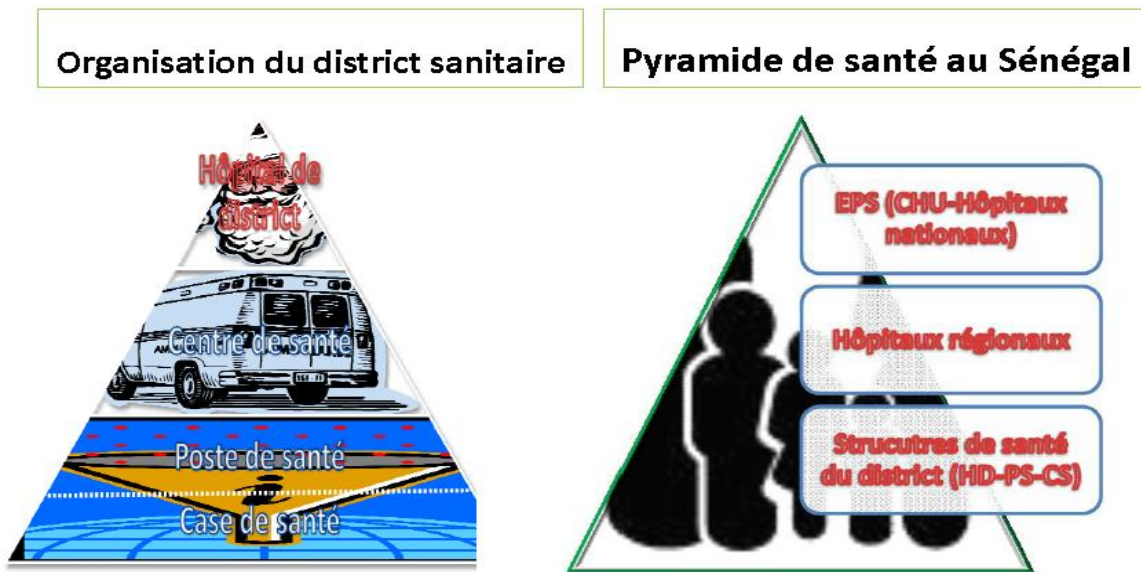 Organisation du district sanitaire
Hôpital de
district
Centre de santé
Poste de santé
Case de santé
Pyramide de santé au Sénégal
EPS (CHU-Hôpitaux
nationaux)
Hôpitaux régionaux
Strucutres de santé
du district (HD-PS-CS)